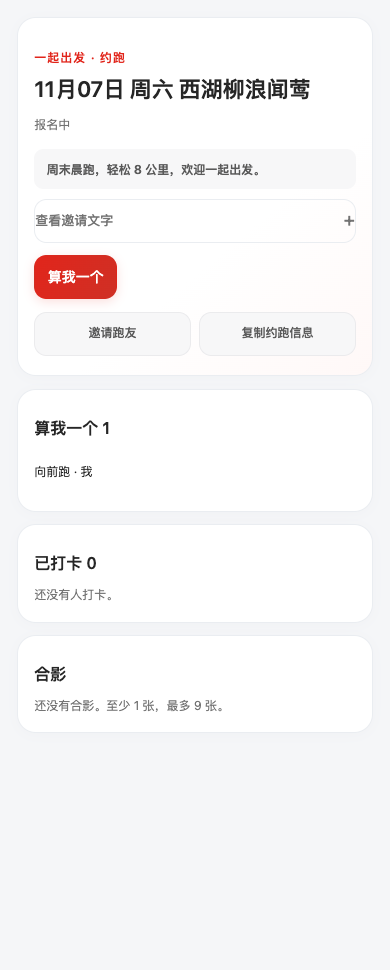 一起出发 · 约跑
11月07日 周六 西湖柳浪闻莺
报名中
周末晨跑，轻松 8 公里，欢迎一起出发。
查看邀请文字 +
算我一个
邀请跑友 复制约跑信息
算我一个 1
向前跑 · 我
已打卡 0
还没有人打卡。
合影
还没有合影。至少 1 张，最多 9 张。